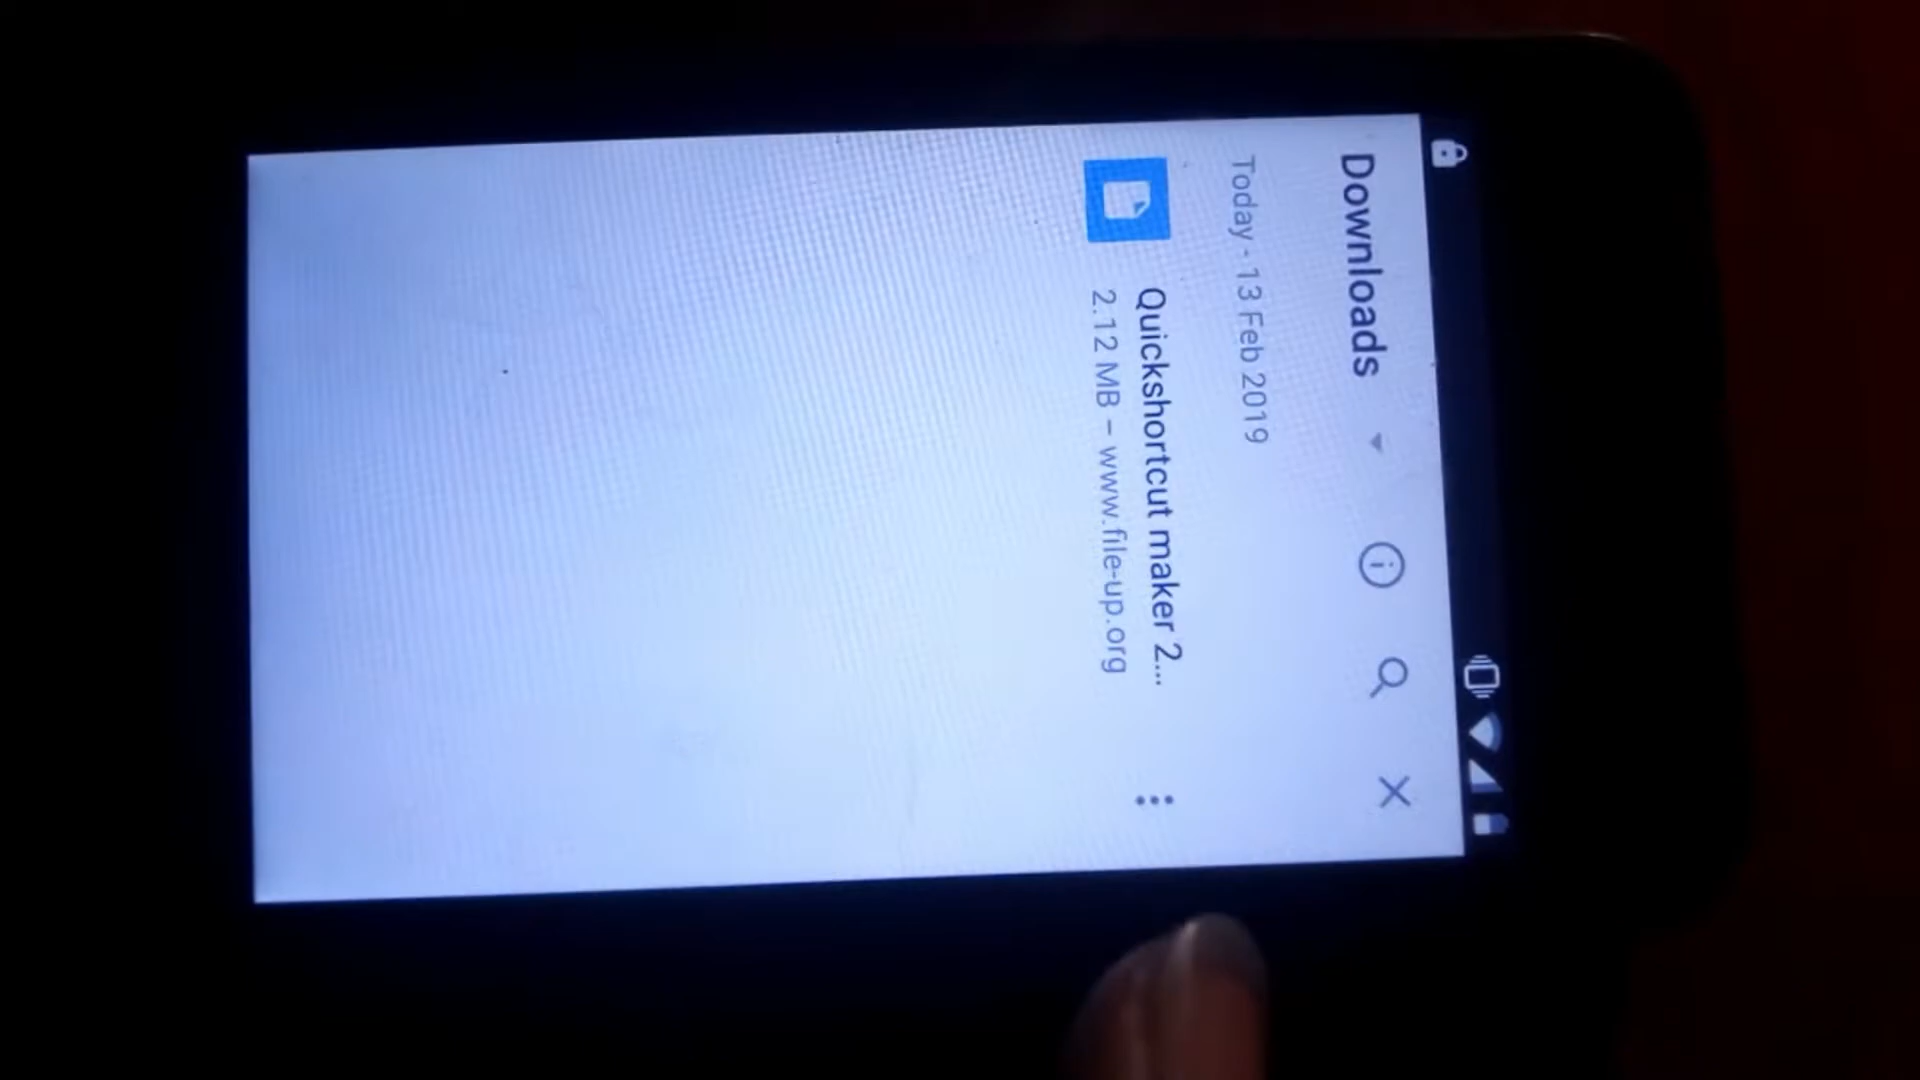 Downloads
Today - 13 Feb 2019
Quickshortcut maker 2...
2.12 MB – www.file-up.org